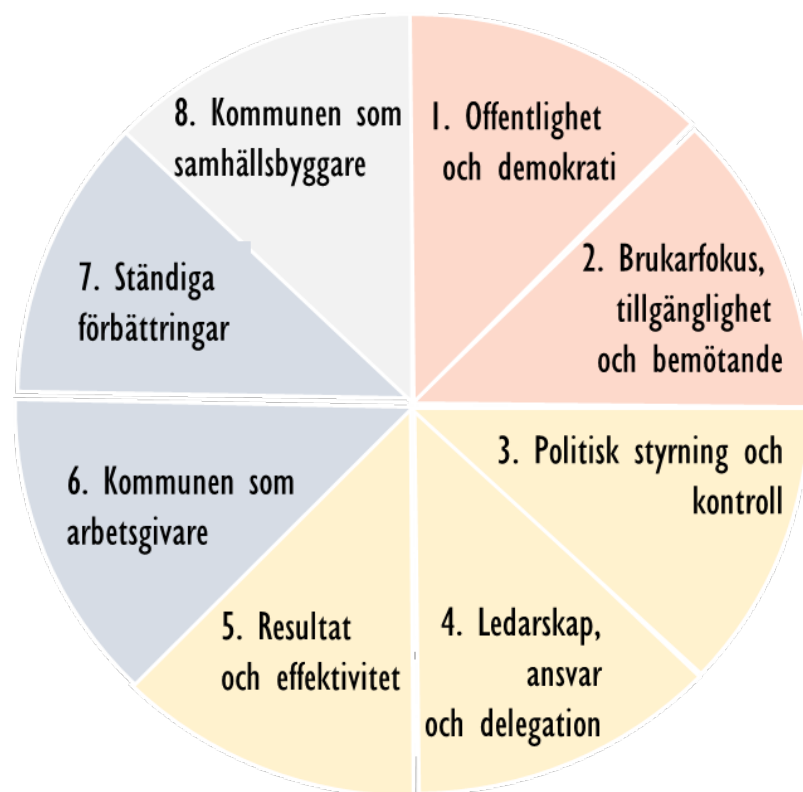 1. Offentlighet
och demokrati
2. Brukarfokus,
tillgänglighet
och bemötande
3. Politisk styrning och
kontroll
4. Ledarskap,
ansvar
och delegation
5. Resultat
och effektivitet
6. Kommunen som
arbetsgivare
7. Ständiga
förbättringar
8. Kommunen som
samhällsbyggare